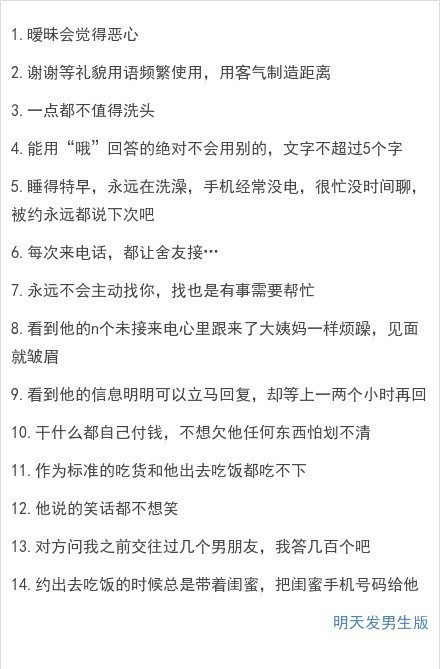 1.暧昧会觉得恶心
2.谢谢等礼貌用语频繁使用，用客气制造距离
3.一点都不值得洗头
4.能用“哦”回答的绝对不会用别的，文字不超过5个字
5.睡得特早，永远在洗澡，手机经常没电，很忙没时间聊，
被约永远都说下次吧
6.每次来电话，都让舍友接…
7.永远不会主动找你，找也是有事需要帮忙
8.看到他的n个未接来电心里跟来了大姨妈一样烦躁，见面
就皱眉
9.看到他的信息明明可以立马回复，却等上一两个小时再回
10.干什么都自己付钱，不想欠他任何东西怕划不清
11.作为标准的吃货和他出去吃饭都吃不下
12.他说的笑话都不想笑
13.对方问我之前交往过几个男朋友，我答几百个吧
14.约出去吃饭的时候总是带着闺蜜，把闺蜜手机号码给他
明天发男生版